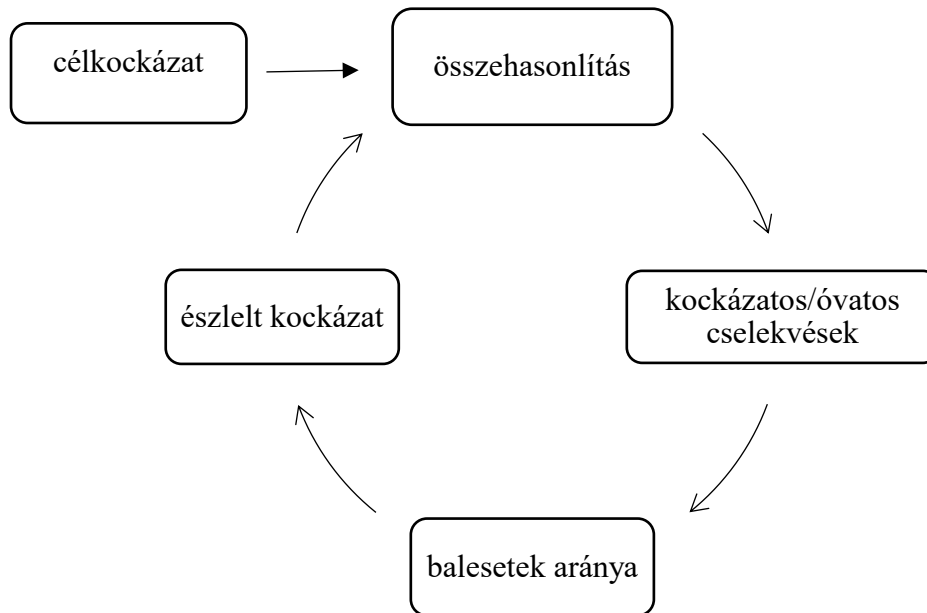 célkockázat
összehasonlítás
észlelt kockázat
kockázatos/óvatos
cselekvések
balesetek aránya